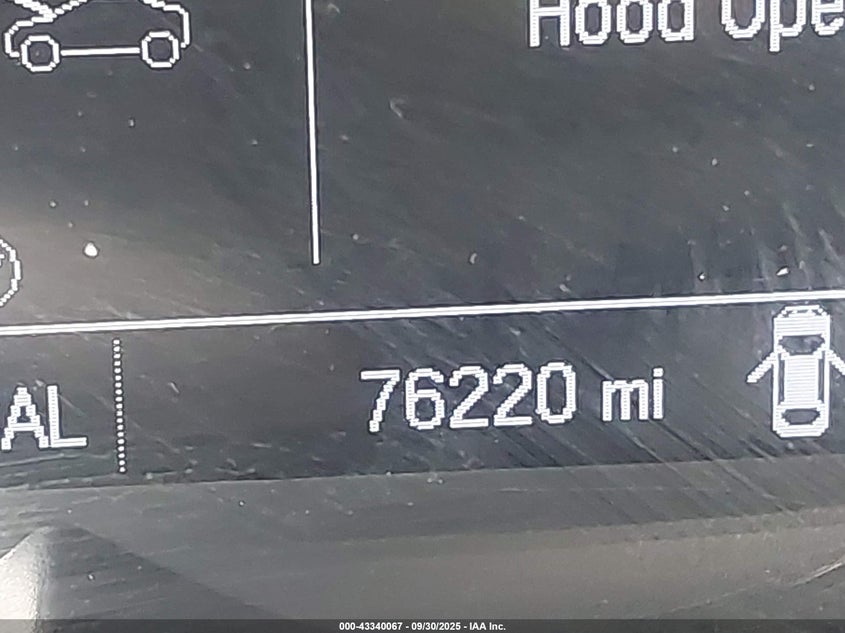 Hood Ope
AL
76220 mi
000-43340067 - 09/30/2025 - IAA Inc.